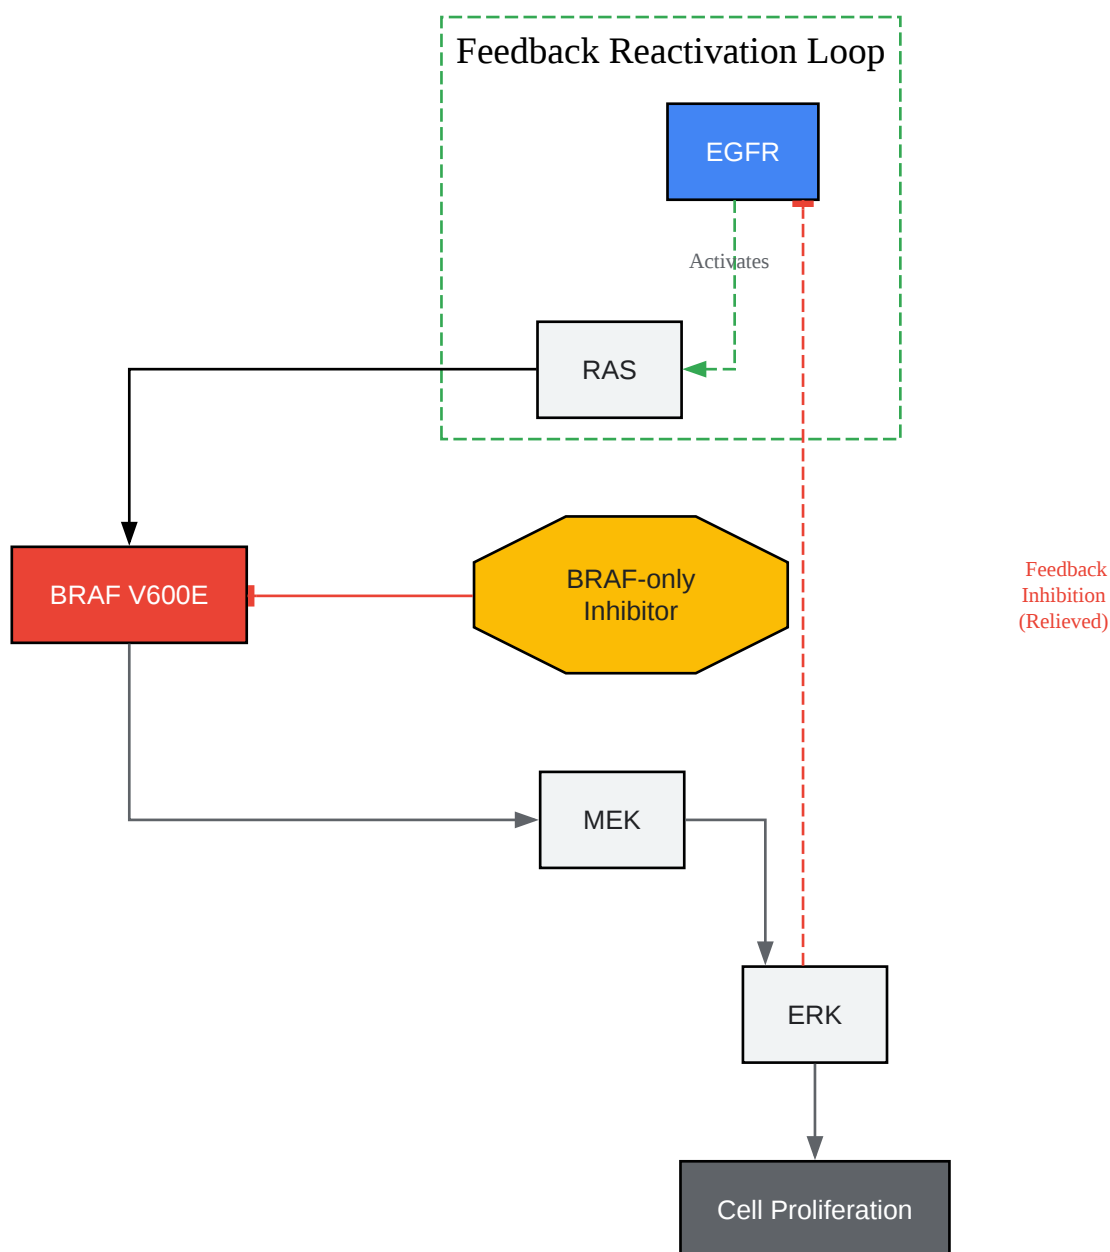 Feedback Reactivation Loop
EGFR
Activates
RAS
BRAF V600E
BRAF-only
Inhibitor
Feedback
Inhibition
(Relieved)
MEK
ERK
Cell Proliferation